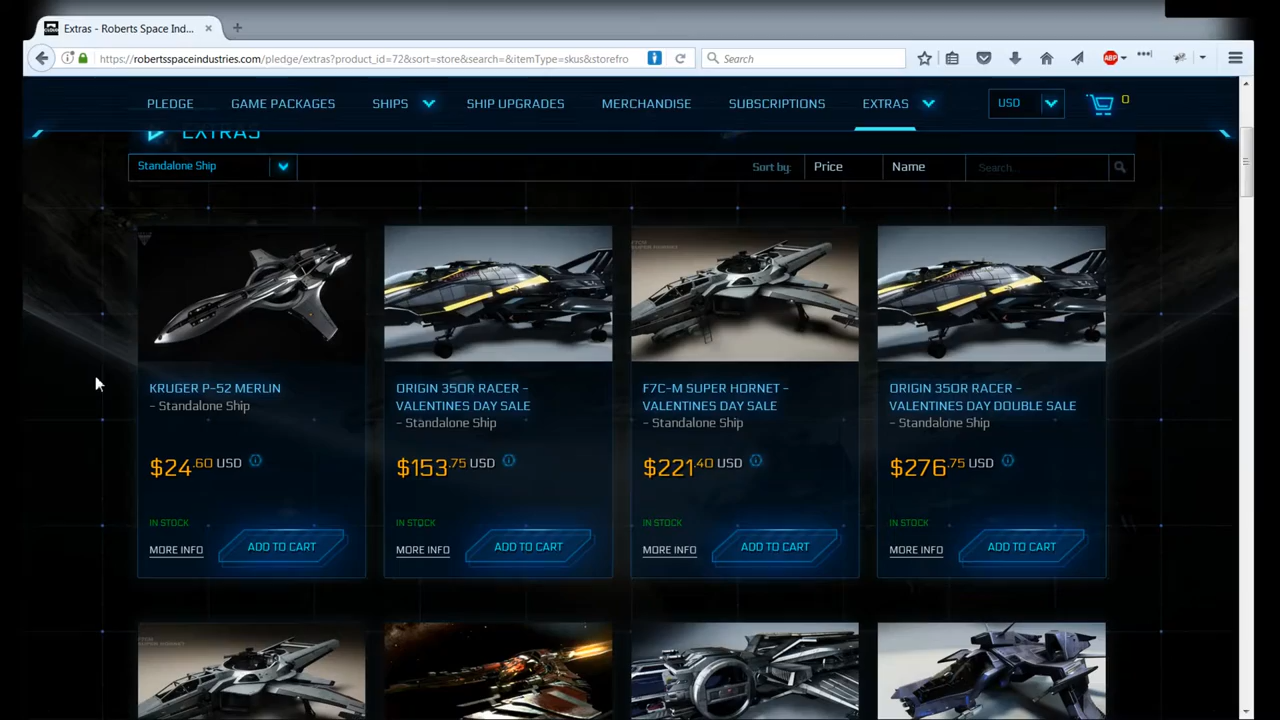 Extras - Roberts Space Ind...
https://robertsspaceindustries.com/pledge/extras?product_id=72&sort=store&search=&itemType=skus&storefro
Search
ABP
PLEDGE
GAME PACKAGES
SHIPS
SHIP UPGRADES
MERCHANDISE
SUBSCRIPTIONS
EXTRAS
USD
0
EXTRAS
Standalone Ship
Sort by:
Price
Name
Search...
KRUGER P-52 MERLIN
- Standalone Ship
$24.60 USD
IN STOCK
MORE INFO
ADD TO CART
ORIGIN 350R RACER -
VALENTINES DAY SALE
- Standalone Ship
$153.75 USD
IN STOCK
MORE INFO
ADD TO CART
F7C-M SUPER HORNET -
VALENTINES DAY SALE
- Standalone Ship
$221.40 USD
IN STOCK
MORE INFO
ADD TO CART
ORIGIN 350R RACER -
VALENTINES DAY DOUBLE SALE
- Standalone Ship
$276.75 USD
IN STOCK
MORE INFO
ADD TO CART